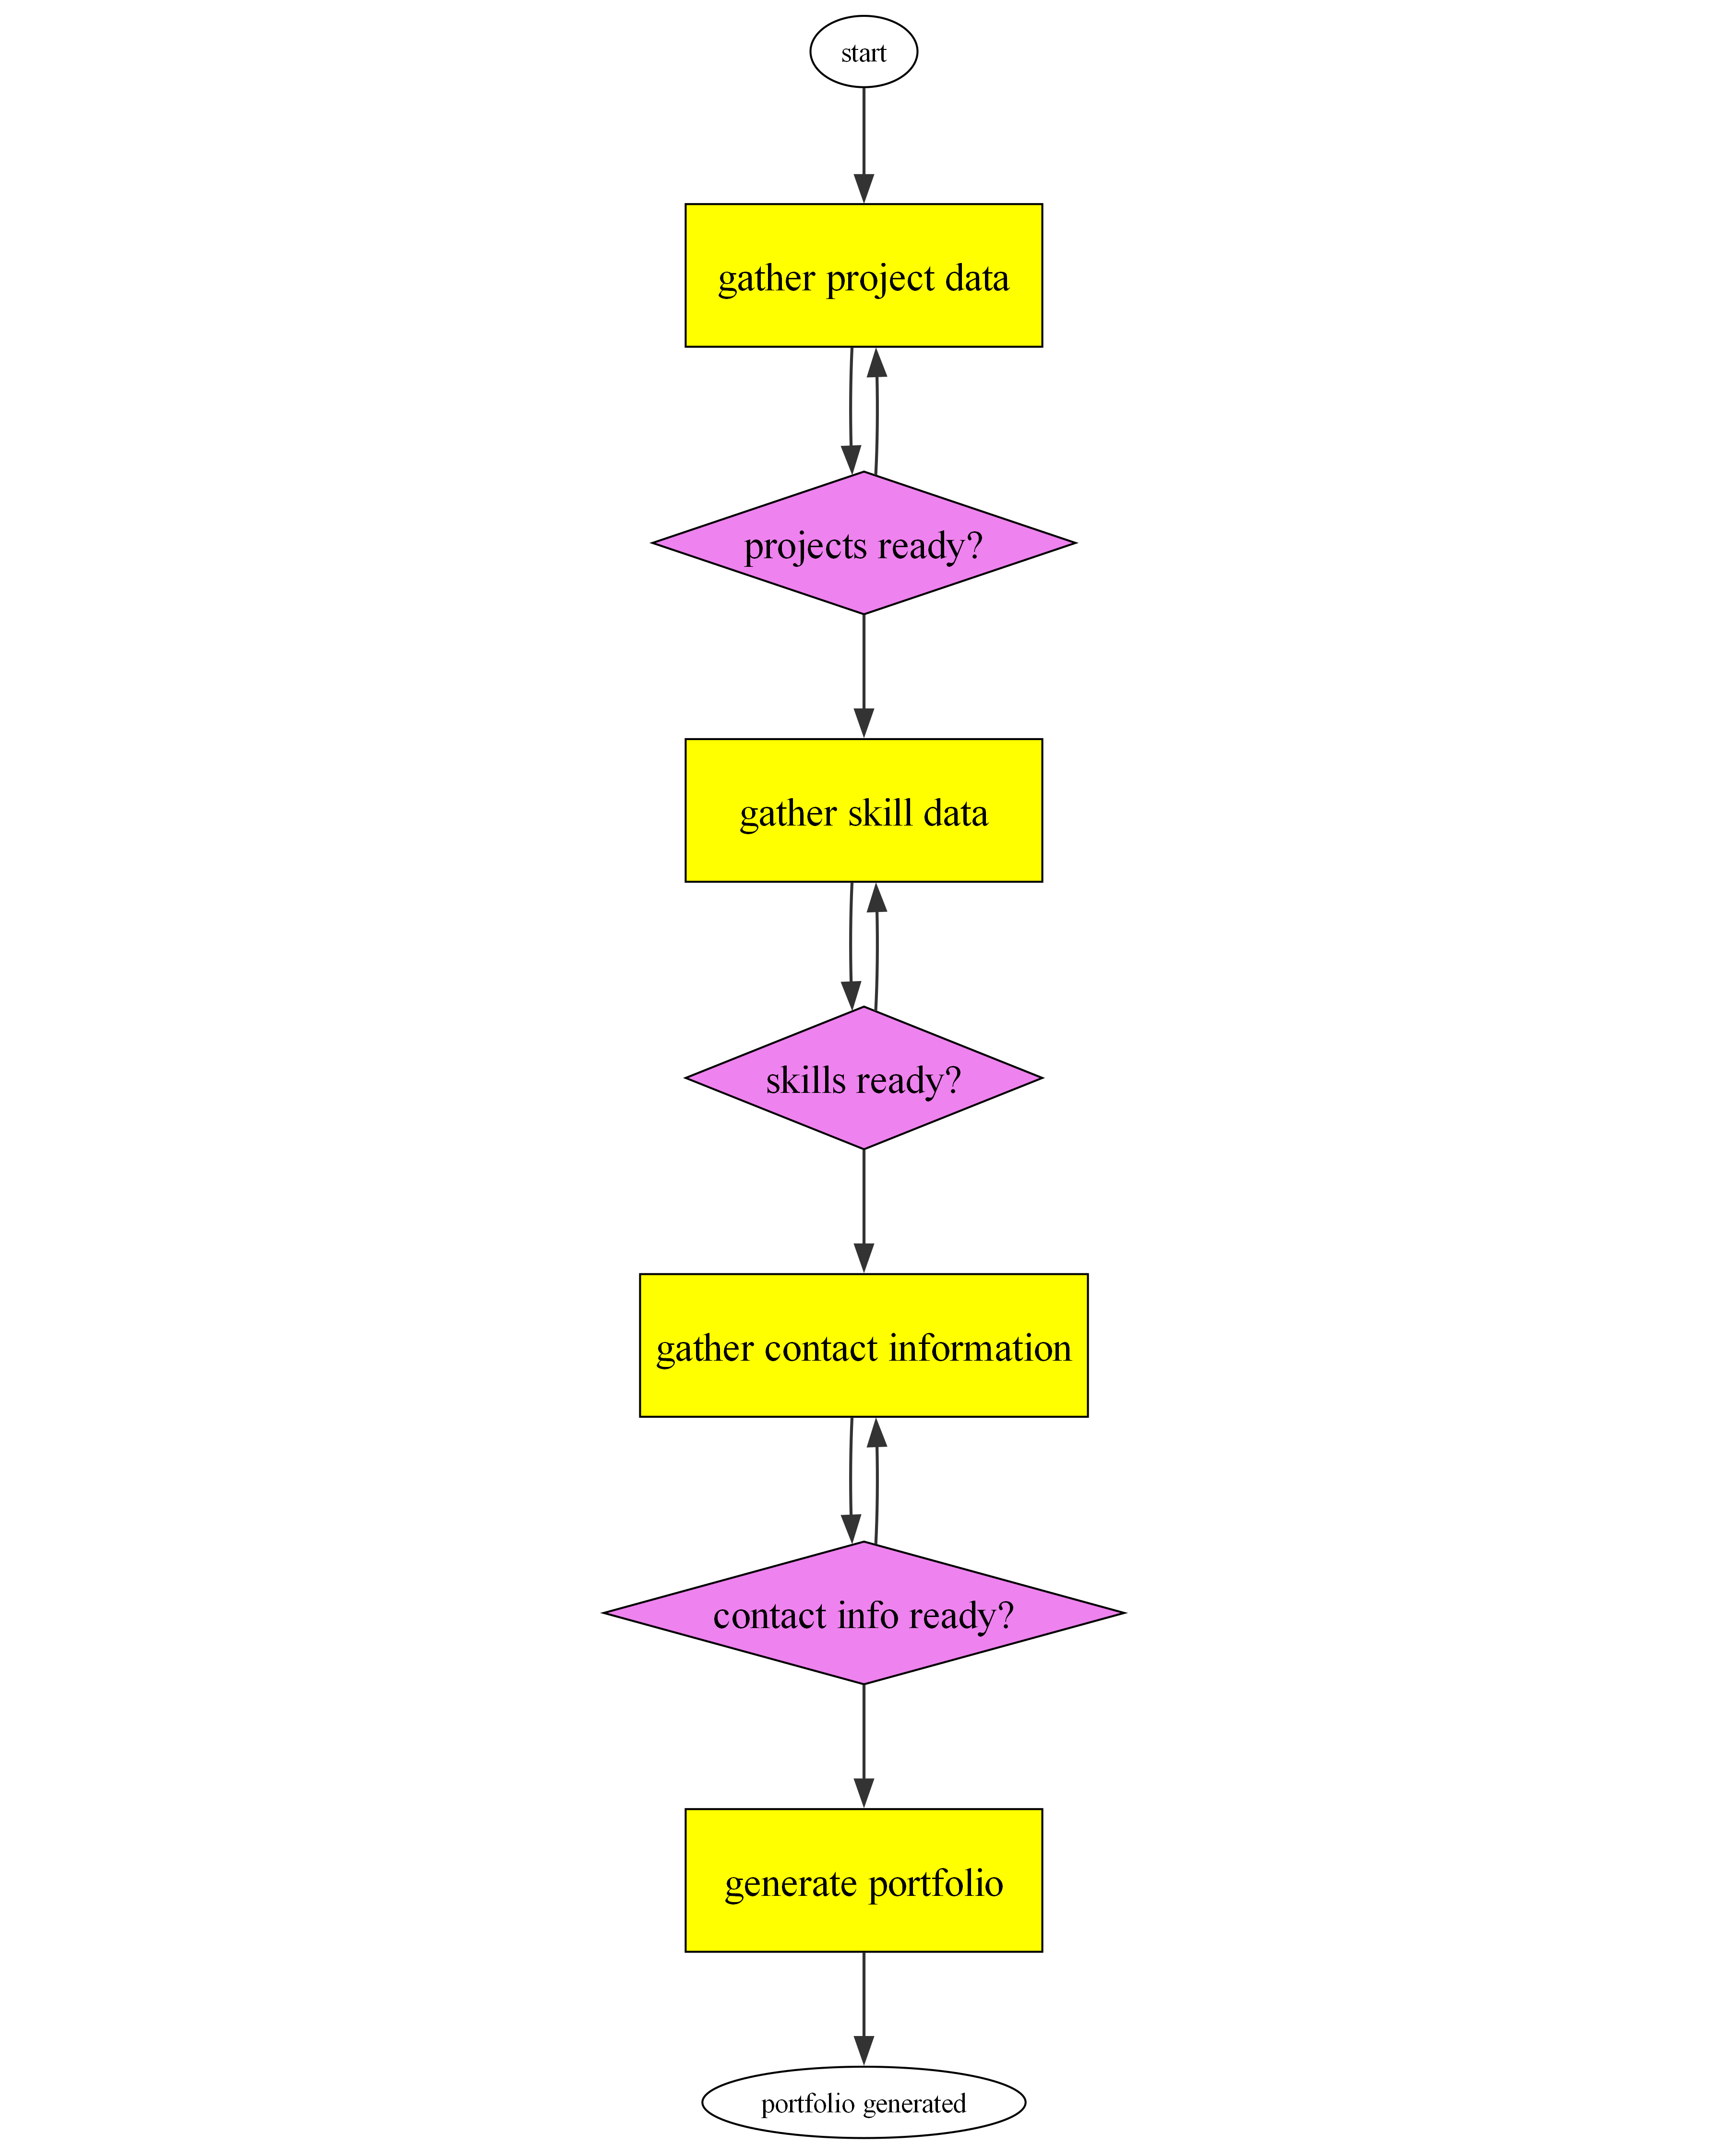 start
gather project data
projects ready?
gather skill data
skills ready?
gather contact information
contact info ready?
generate portfolio
portfolio generated